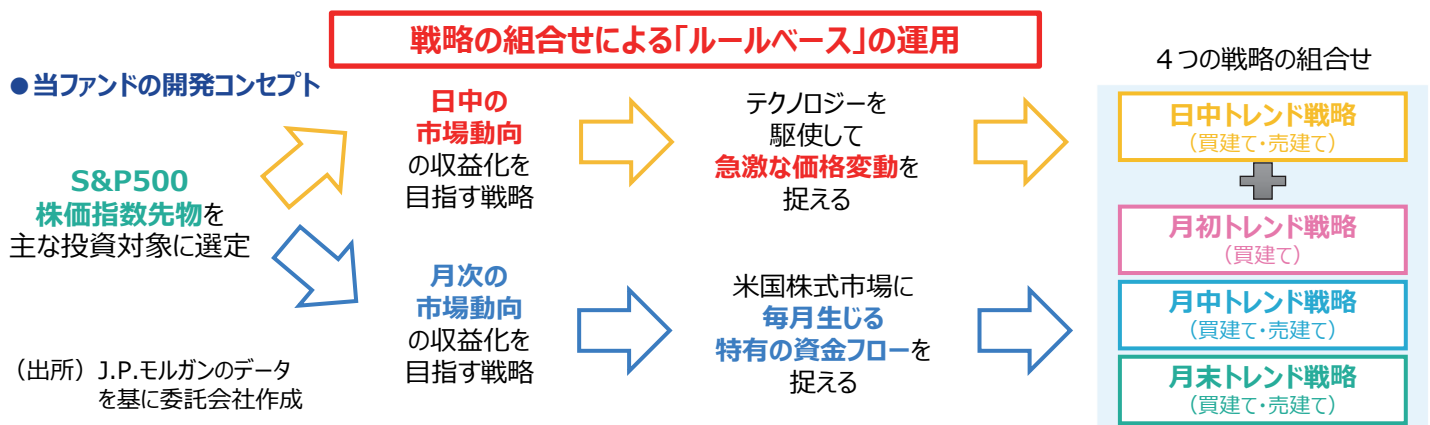 戦略の組合せによる「ルールベース」の運用
●当ファンドの開発コンセプト
S&P500
株価指数先物を
主な投資対象に選定
日中の
市場動向
の収益化を
目指す戦略
テクノロジーを
駆使して
急激な価格変動を
捉える
月次の
市場動向
の収益化を
目指す戦略
米国株式市場に
毎月生じる
特有の資金フローを
捉える
４つの戦略の組合せ
日中トレンド戦略
(買建て・売建て)
月初トレンド戦略
(買建て)
月中トレンド戦略
(買建て・売建て)
月末トレンド戦略
(買建て・売建て)
（出所）J.P.モルガンのデータ
を基に委託会社作成